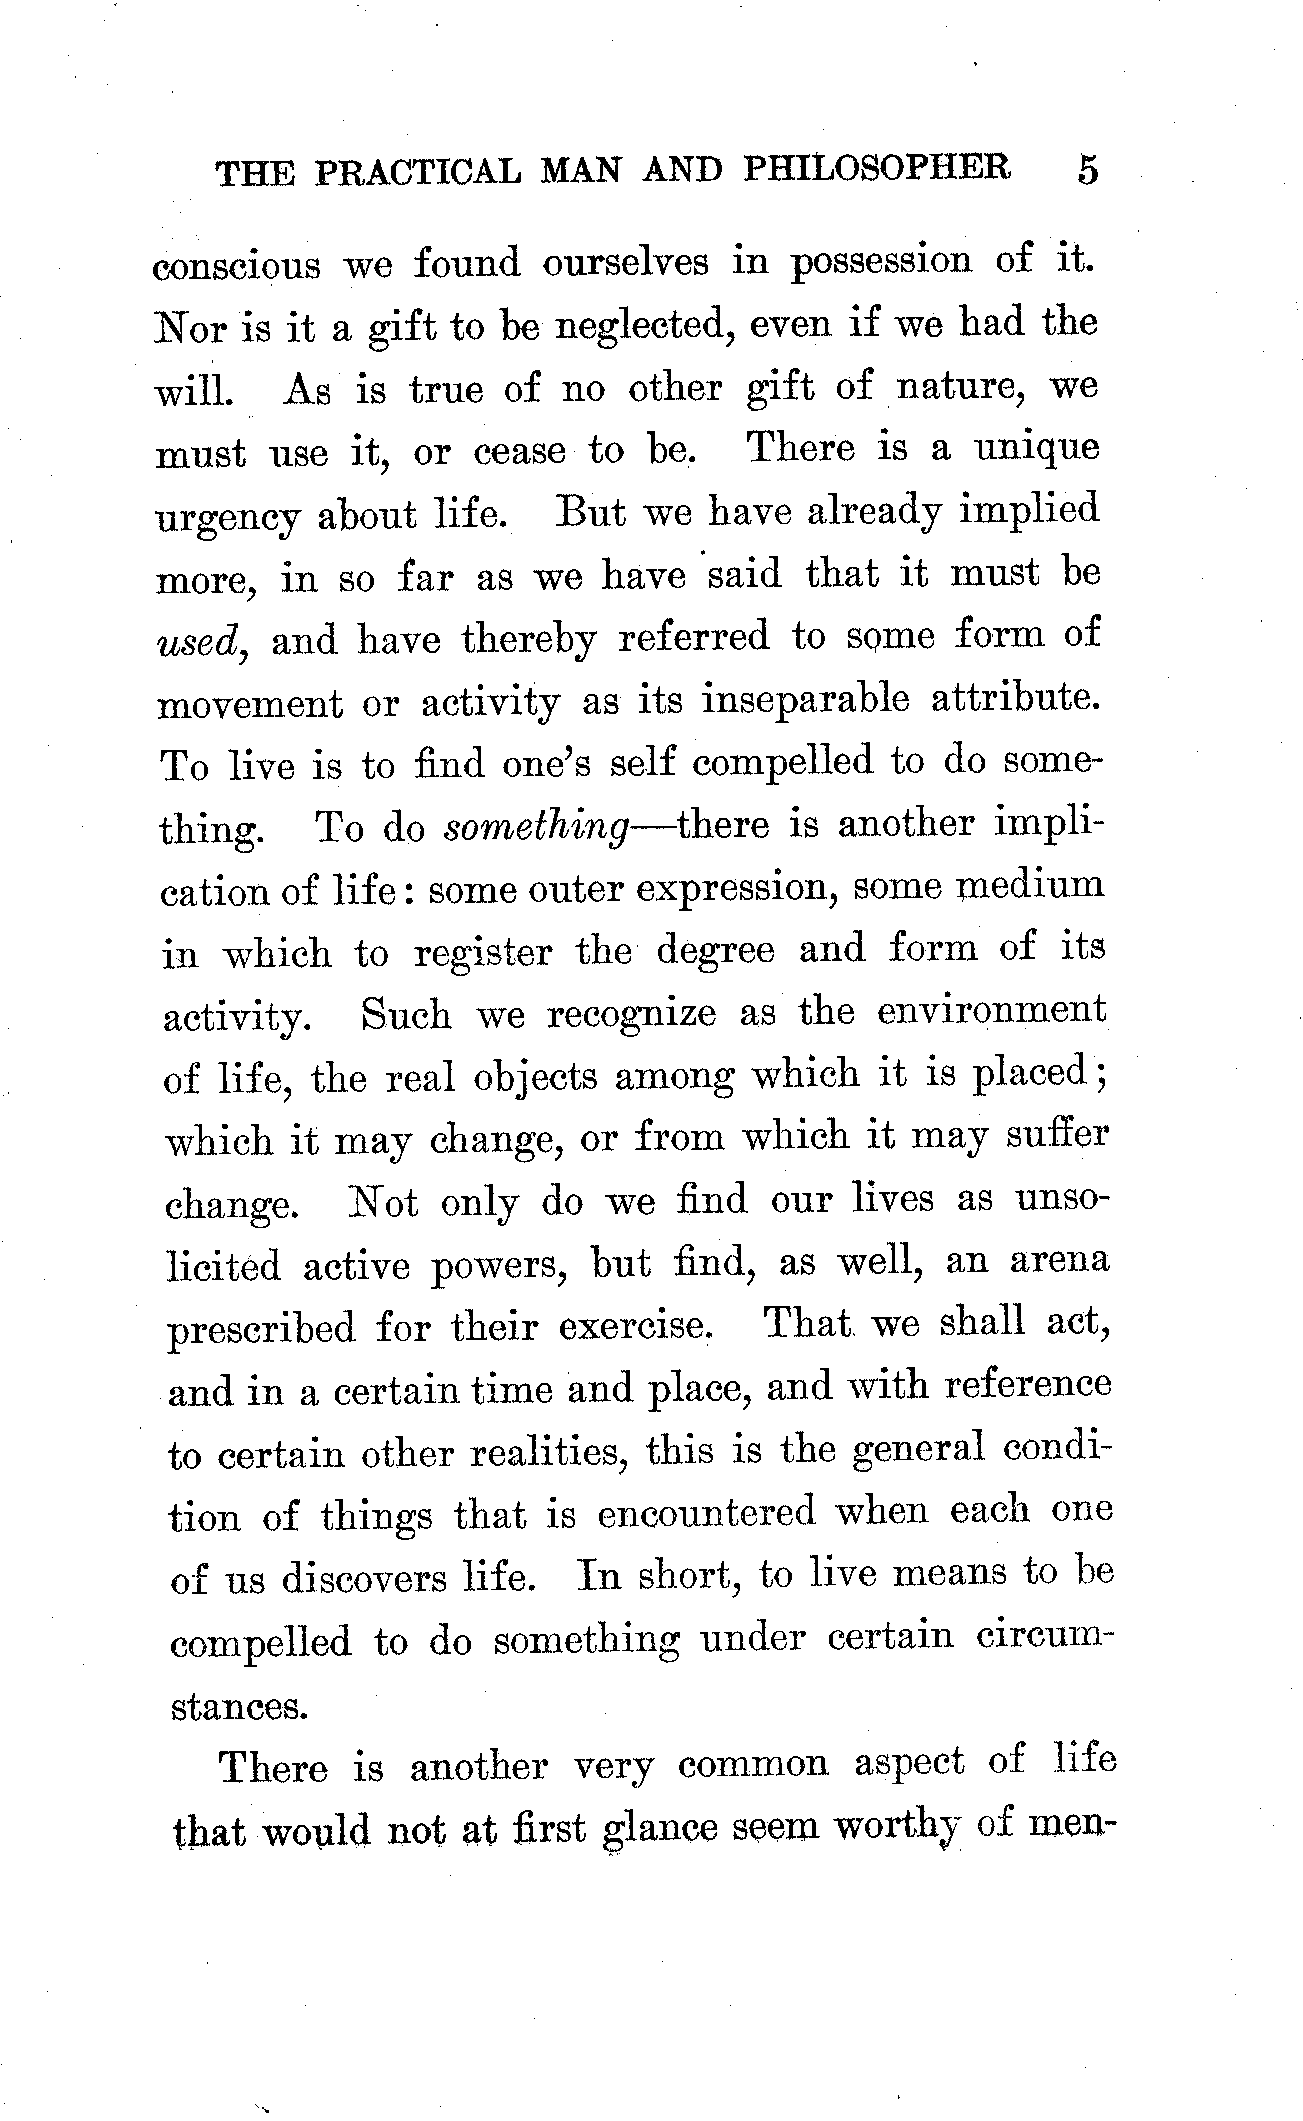 THE PRACTICAL MAN AND PHILOSOPHER 5
conscious we found ourselves in possession of it.
Nor is it a gift to be neglected, even if we had the
will. As is true of no other gift of nature, we
must use it, or cease to be. There is a unique
urgency about life. But we have already implied
more, in so far as we have said that it must be
used, and have thereby referred to some form of
movement or activity as its inseparable attribute.
To live is to find one's self compelled to do some-
thing. To do something—there is another impli-
cation of life: some outer expression, some medium
in which to register the degree and form of its
activity. Such we recognize as the environment
of life, the real objects among which it is placed;
which it may change, or from which it may suffer
change. Not only do we find our lives as unso-
licited active powers, but find, as well, an arena
prescribed for their exercise. That we shall act,
and in a certain time and place, and with reference
to certain other realities, this is the general condi-
tion of things that is encountered when each one
of us discovers life. In short, to live means to be
compelled to do something under certain circum-
stances.
There is another very common aspect of life
that would not at first glance seem worthy of men-